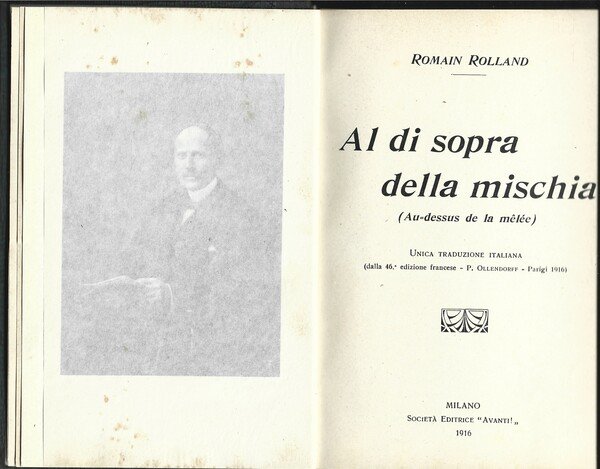 ROMAIN ROLLAND
Al di sopra
della mischia
(Au-dessus de la mêlée)
UNICA TRADUZIONE ITALIANA
(dalla 46.ª edizione francese - P. OLLENDORFF - Parigi 1916)
MILANO
SOCIETÀ EDITRICE "AVANTI!„
1916